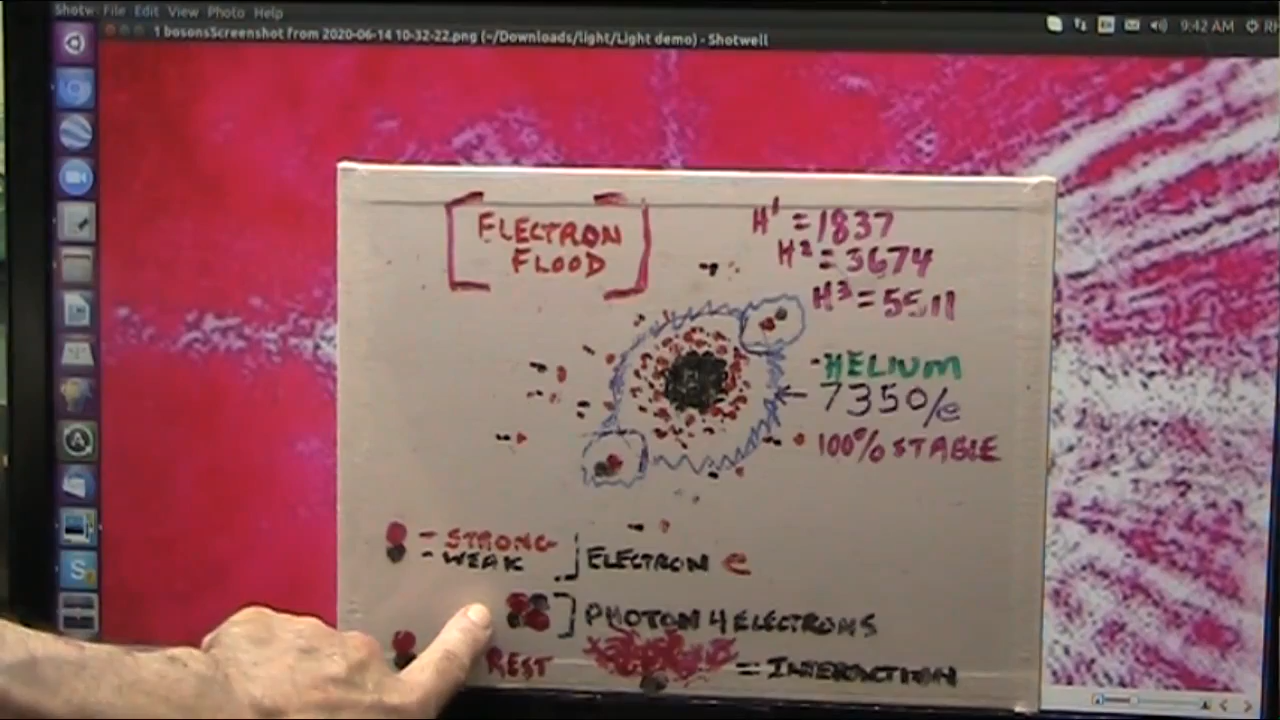 Shotw File Edit View Photo Help
9:42 AM
1 bosonsScreenshot from 2020-06-14 10-32-22.png (~/Downloads/light/Light demo) - Shotwell
[ELECTRON
FLOOD]
H1 = 1837
H2 = 3674
H3 = 5511
-HELIUM
← 7350/e
100% STABLE
- STRONG
- WEAK
] ELECTRON e
] PHOTON 4 ELECTRONS
REST
= INTERACTION